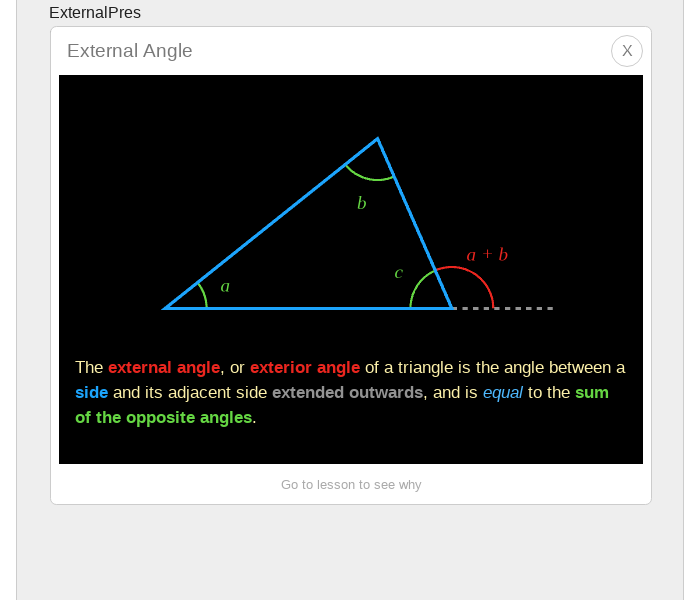 ExternalPres
External Angle
X
b
a + b
c
a
The external angle, or exterior angle of a triangle is the angle between a
side and its adjacent side extended outwards, and is equal to the sum
of the opposite angles.
Go to lesson to see why